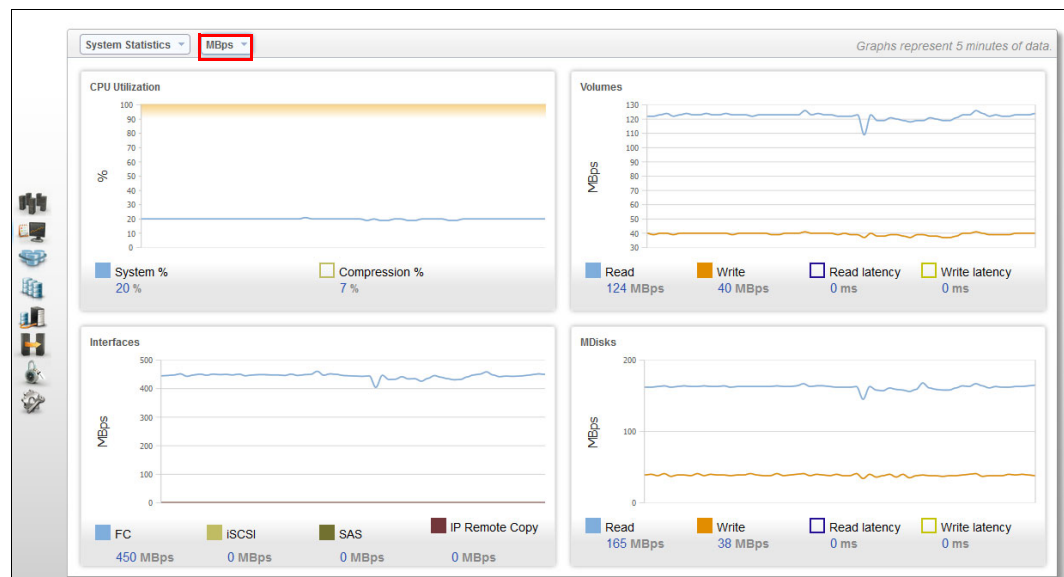 System Statistics MBps Graphs represent 5 minutes of data.
CPU Utilization
100
90
80
70
60
50
40
30
20
10
0
%
System % Compression %
20 % 7 %
Volumes
130
120
110
100
90
80
70
60
50
40
30
MBps
Read Write Read latency Write latency
124 MBps 40 MBps 0 ms 0 ms
Interfaces
500
400
300
200
100
0
MBps
FC iSCSI SAS IP Remote Copy
450 MBps 0 MBps 0 MBps 0 MBps
MDisks
200
100
0
MBps
Read Write Read latency Write latency
165 MBps 38 MBps 0 ms 0 ms